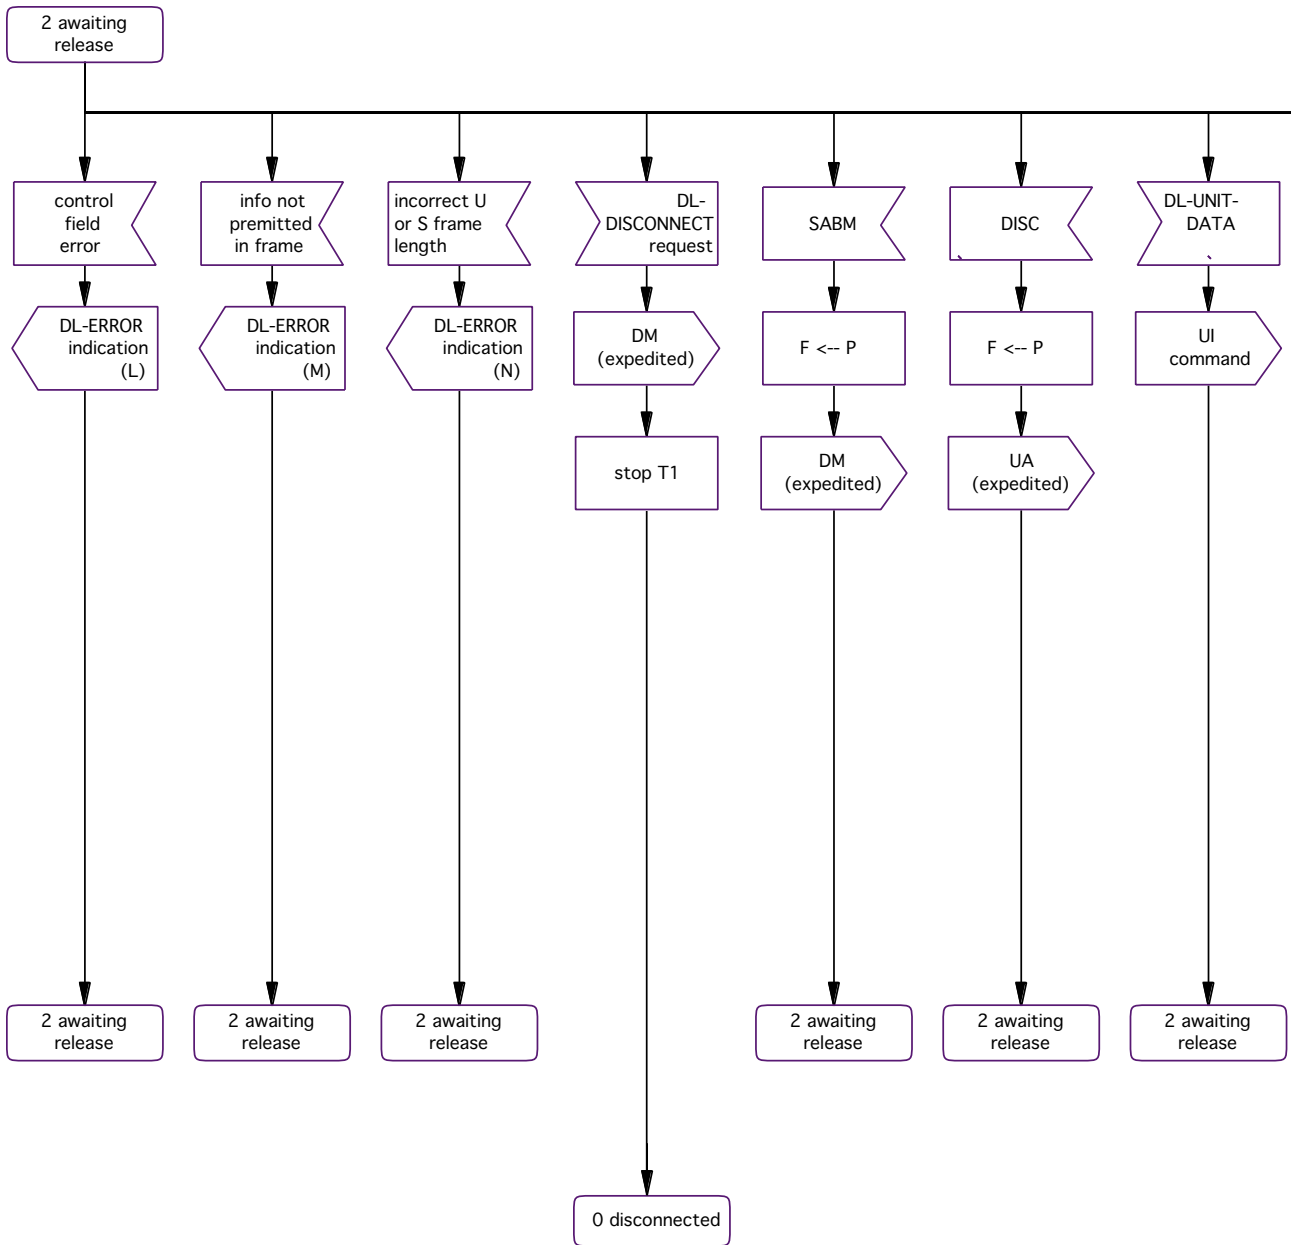 2 awaiting
release
control
field
error
info not
premitted
in frame
incorrect U
or S frame
length
DL-
DISCONNECT
request
SABM
DISC
DL-UNIT-
DATA
DL-ERROR
indication
(L)
DL-ERROR
indication
(M)
DL-ERROR
indication
(N)
DM
(expedited)
F <-- P
F <-- P
UI
command
stop T1
DM
(expedited)
UA
(expedited)
2 awaiting
release
2 awaiting
release
2 awaiting
release
2 awaiting
release
2 awaiting
release
2 awaiting
release
0 disconnected